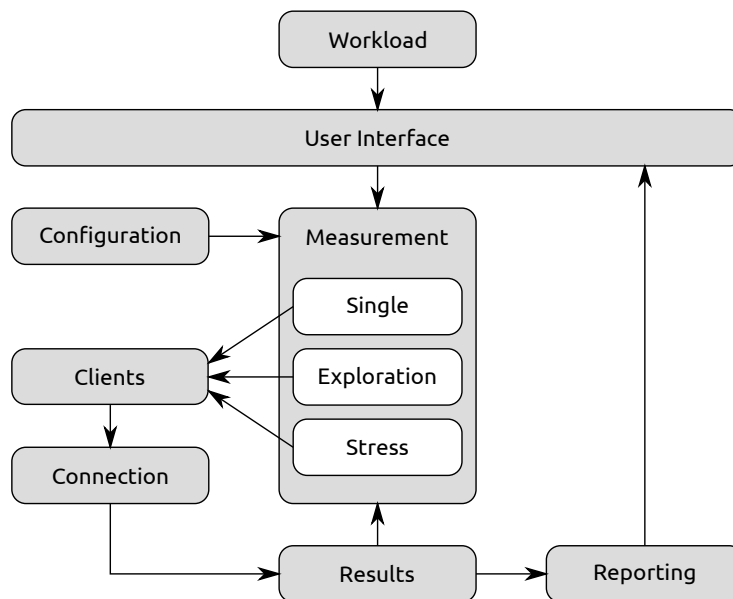 Workload
User Interface
Configuration
Measurement
Single
Exploration
Stress
Clients
Connection
Results
Reporting